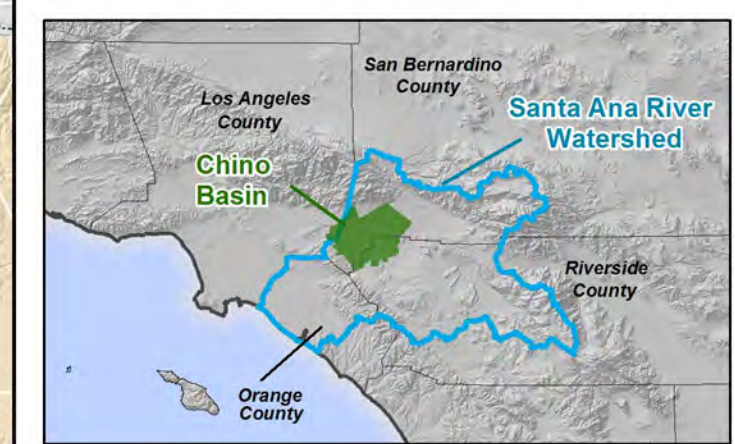 San Bernardino
County
Los Angeles
County
Santa Ana River
Watershed
Chino
Basin
Riverside
County
Orange
County